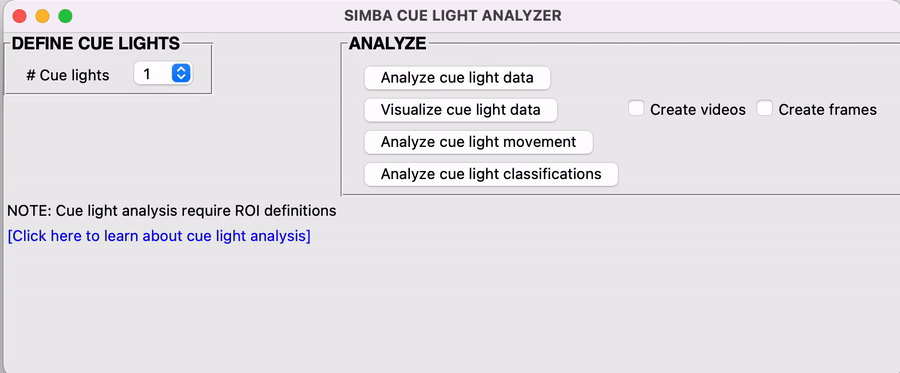 SIMBA CUE LIGHT ANALYZER
DEFINE CUE LIGHTS
# Cue lights 1
ANALYZE
Analyze cue light data
Visualize cue light data Create videos Create frames
Analyze cue light movement
Analyze cue light classifications
NOTE: Cue light analysis require ROI definitions
[Click here to learn about cue light analysis]